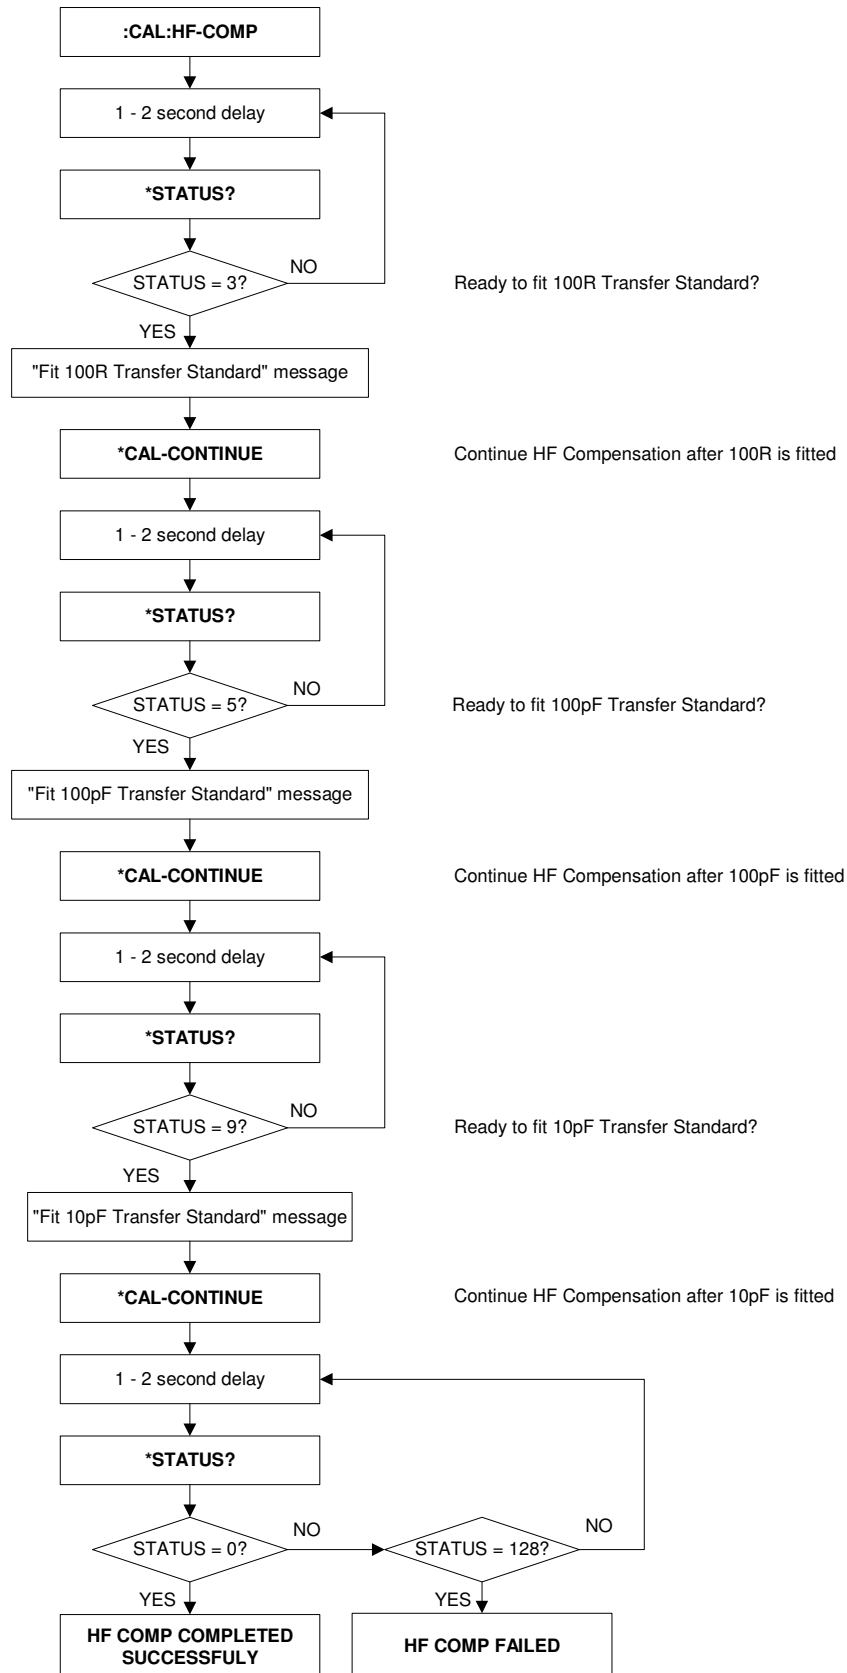 :CAL:HF-COMP
1 - 2 second delay
*STATUS?
STATUS = 3?
NO
Ready to fit 100R Transfer Standard?
YES
"Fit 100R Transfer Standard" message
*CAL-CONTINUE
Continue HF Compensation after 100R is fitted
1 - 2 second delay
*STATUS?
STATUS = 5?
NO
Ready to fit 100pF Transfer Standard?
YES
"Fit 100pF Transfer Standard" message
*CAL-CONTINUE
Continue HF Compensation after 100pF is fitted
1 - 2 second delay
*STATUS?
STATUS = 9?
NO
Ready to fit 10pF Transfer Standard?
YES
"Fit 10pF Transfer Standard" message
*CAL-CONTINUE
Continue HF Compensation after 10pF is fitted
1 - 2 second delay
*STATUS?
STATUS = 0?
NO
STATUS = 128?
NO
YES
YES
HF COMP COMPLETED
SUCCESSFULY
HF COMP FAILED